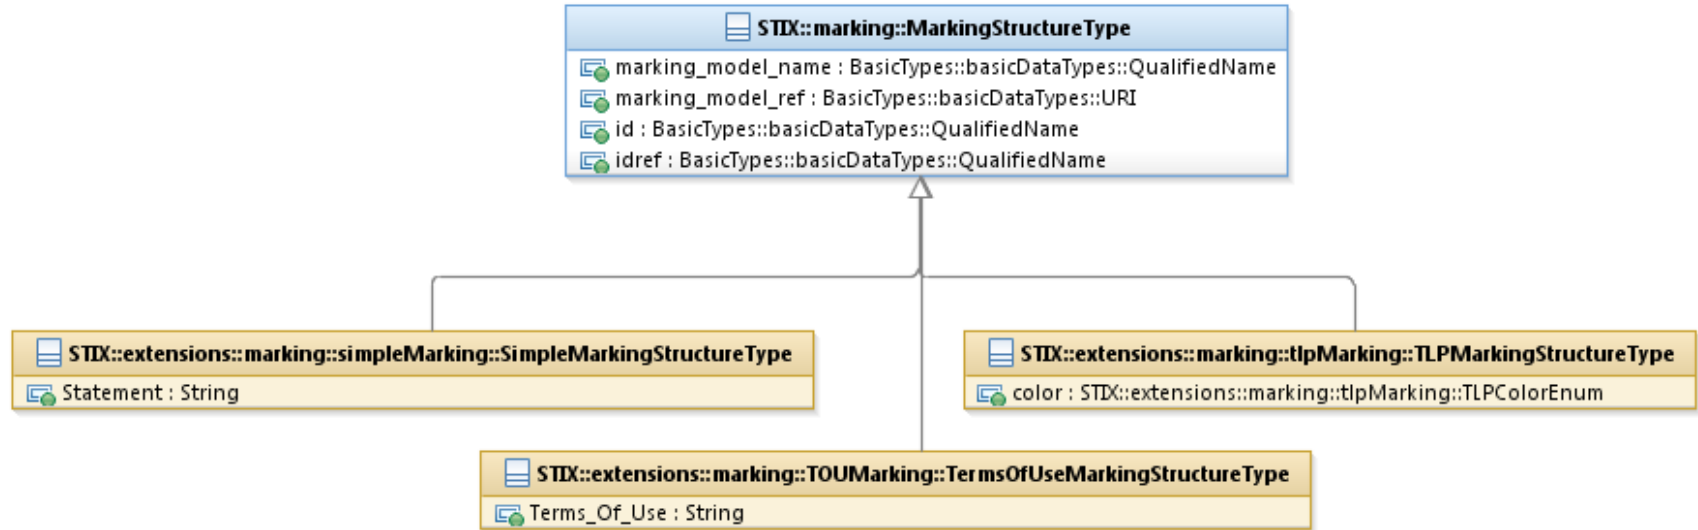 STIX::marking::MarkingStructureType
marking_model_name : BasicTypes::basicDataTypes::QualifiedName
marking_model_ref : BasicTypes::basicDataTypes::URI
id : BasicTypes::basicDataTypes::QualifiedName
idref : BasicTypes::basicDataTypes::QualifiedName
STIX::extensions::marking::simpleMarking::SimpleMarkingStructureType
Statement : String
STIX::extensions::marking::tlpMarking::TLPMarkingStructureType
color : STIX::extensions::marking::tlpMarking::TLPColorEnum
STIX::extensions::marking::TOUMarking::TermsOfUseMarkingStructureType
Terms_Of_Use : String